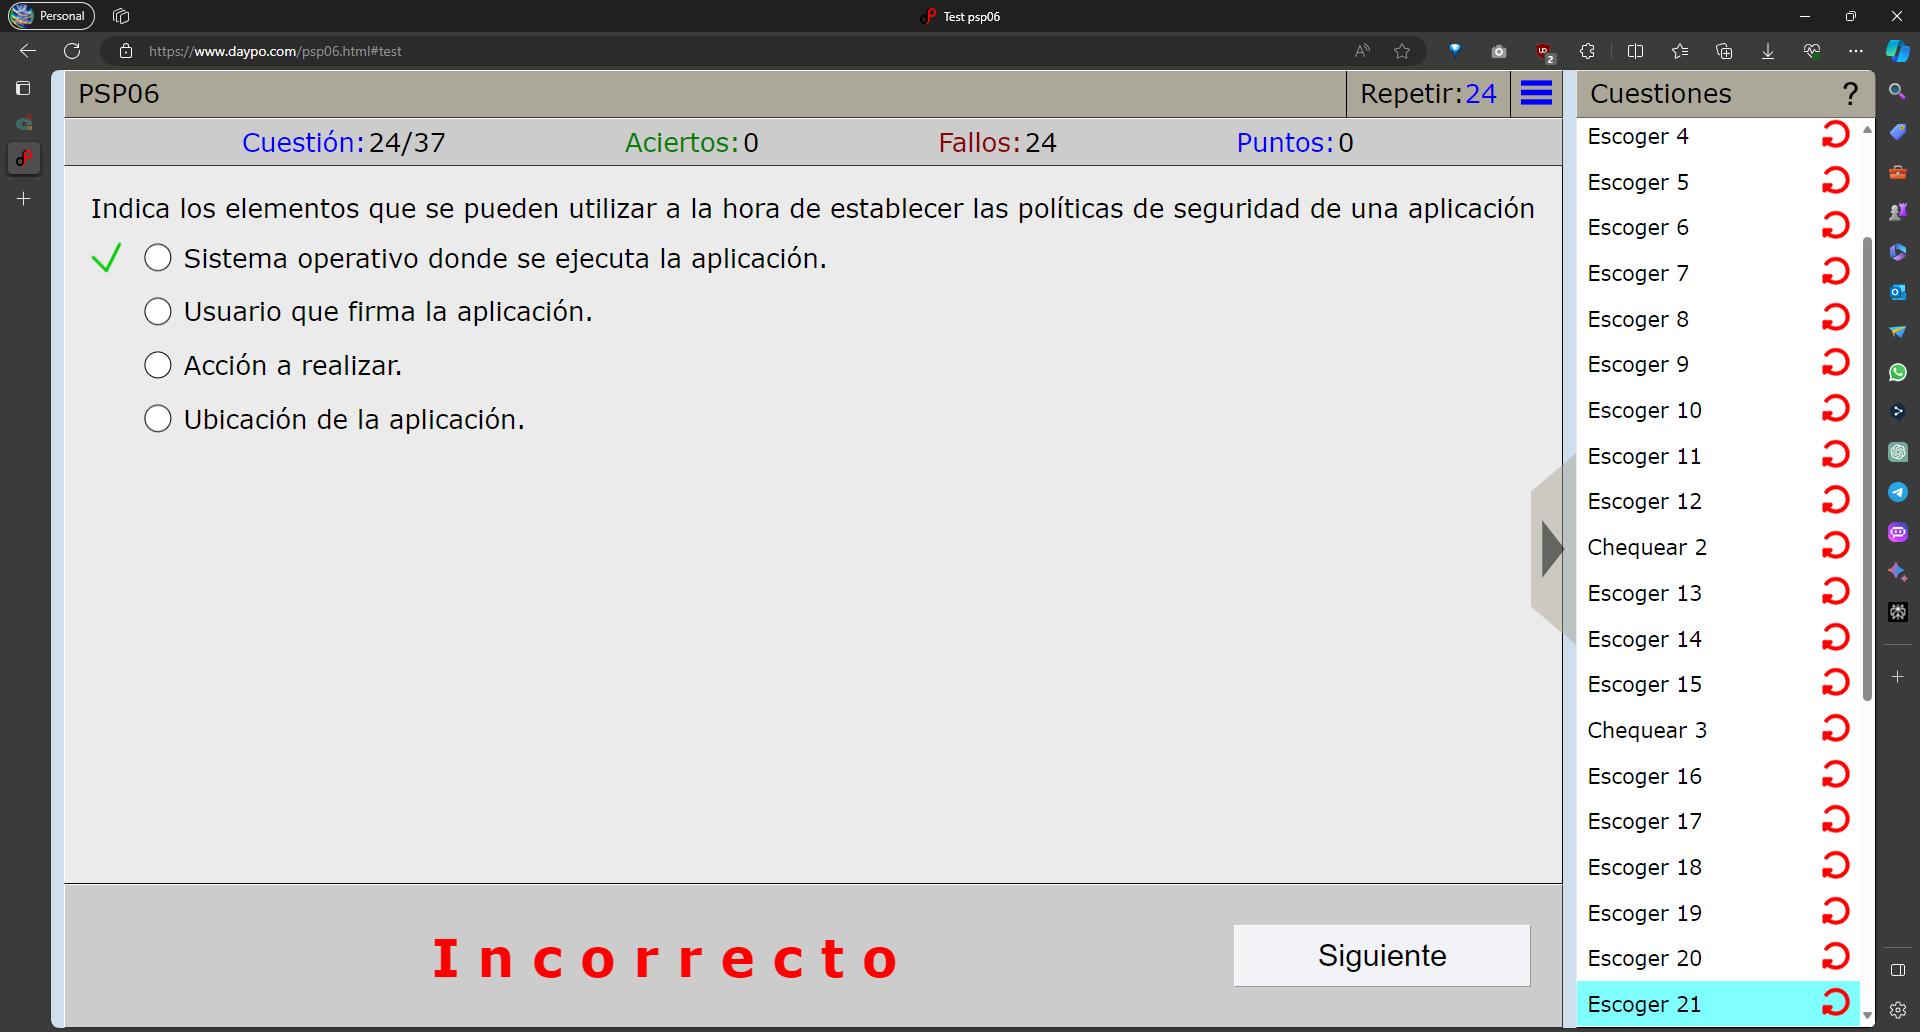 Personal
Test psp06
https://www.daypo.com/psp06.html#test
2
PSP06
Repetir:24
Cuestiones
?
Cuestión:24/37
Aciertos:0
Fallos:24
Puntos:0
Indica los elementos que se pueden utilizar a la hora de establecer las políticas de seguridad de una aplicación
Sistema operativo donde se ejecuta la aplicación.
Usuario que firma la aplicación.
Acción a realizar.
Ubicación de la aplicación.
Incorrecto
Siguiente
Escoger 4
Escoger 5
Escoger 6
Escoger 7
Escoger 8
Escoger 9
Escoger 10
Escoger 11
Escoger 12
Chequear 2
Escoger 13
Escoger 14
Escoger 15
Chequear 3
Escoger 16
Escoger 17
Escoger 18
Escoger 19
Escoger 20
Escoger 21